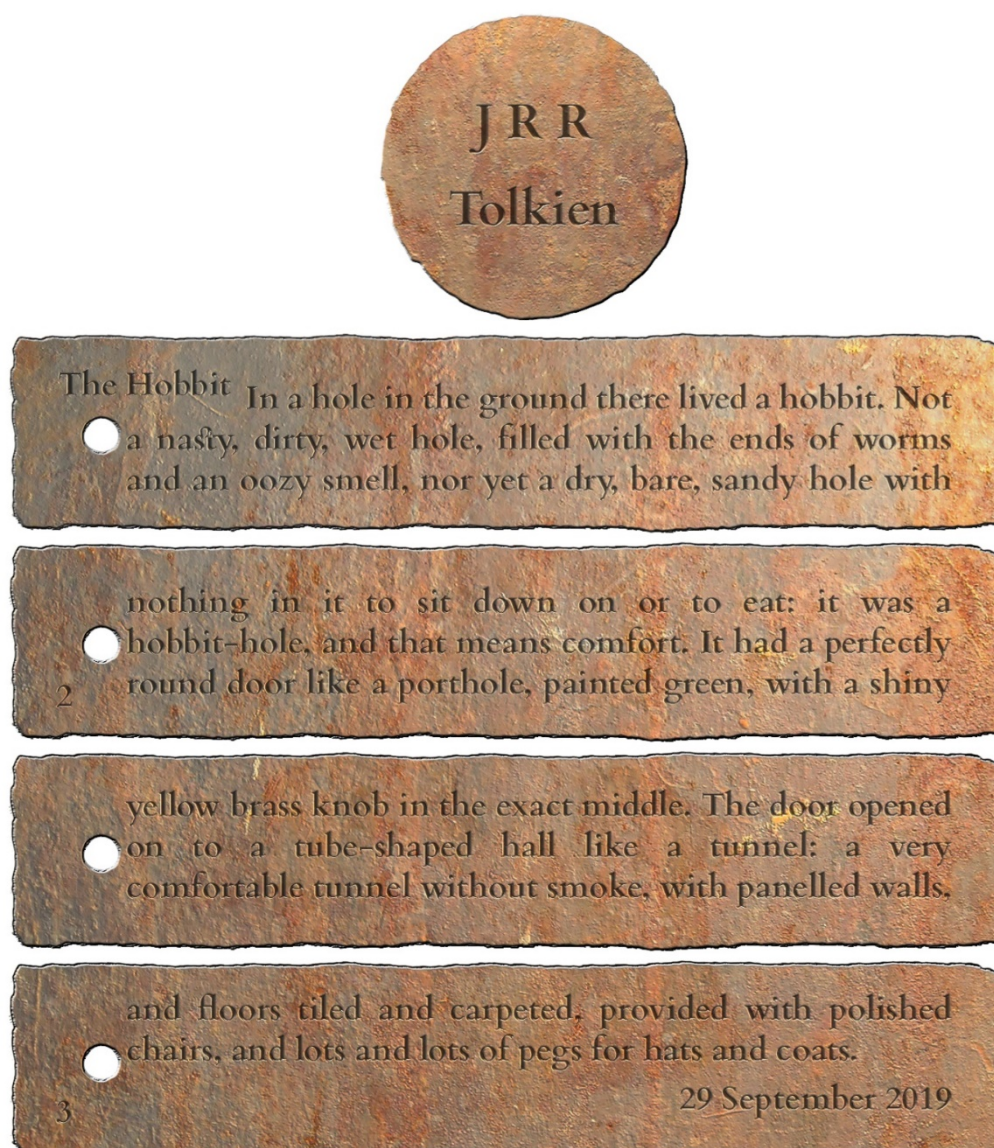 J R R
Tolkien
The Hobbit In a hole in the ground there lived a hobbit. Not
a nasty, dirty, wet hole, filled with the ends of worms
and an oozy smell, nor yet a dry, bare, sandy hole with
nothing in it to sit down on or to eat: it was a
hobbit-hole, and that means comfort. It had a perfectly
round door like a porthole, painted green, with a shiny
2
yellow brass knob in the exact middle. The door opened
on to a tube-shaped hall like a tunnel: a very
comfortable tunnel without smoke, with panelled walls,
and floors tiled and carpeted, provided with polished
chairs, and lots and lots of pegs for hats and coats.
29 September 2019
3